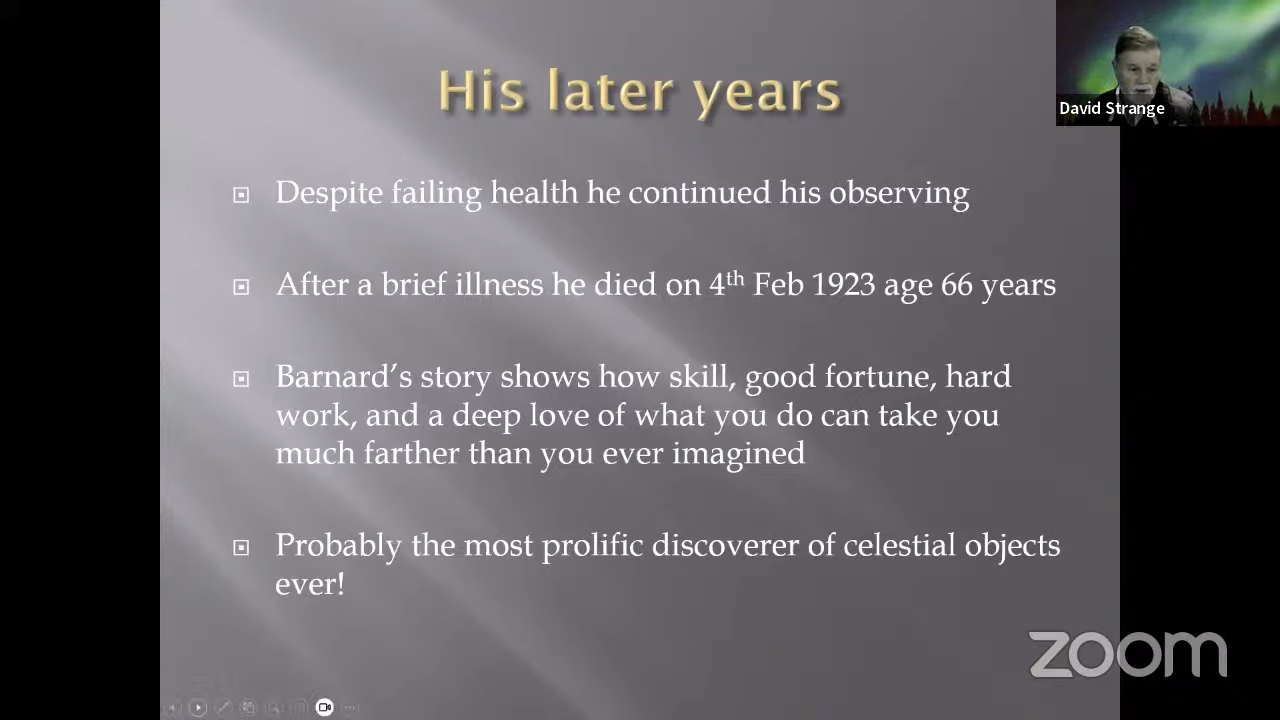 His later years
David Strange
Despite failing health he continued his observing
After a brief illness he died on 4th Feb 1923 age 66 years
Barnard’s story shows how skill, good fortune, hard
work, and a deep love of what you do can take you
much farther than you ever imagined
Probably the most prolific discoverer of celestial objects
ever!
zoom